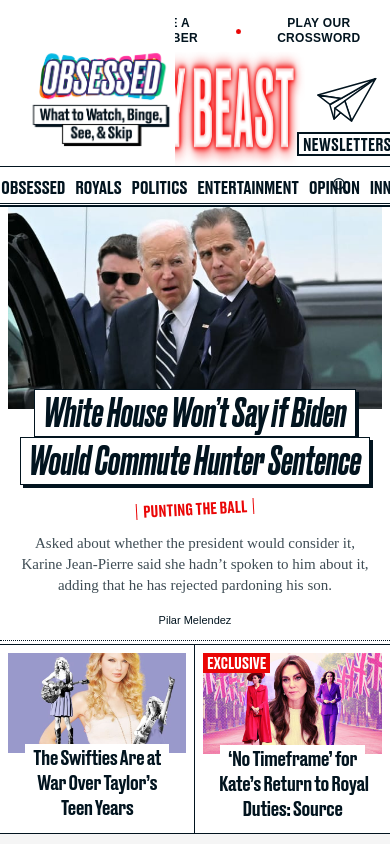 E A
BER
PLAY OUR
CROSSWORD
OBSESSED
What to Watch, Binge,
See, & Skip
Y BEAST
NEWSLETTERS
OBSESSED ROYALS POLITICS ENTERTAINMENT OPINION INN
White House Won't Say if Biden
Would Commute Hunter Sentence
PUNTING THE BALL
Asked about whether the president would consider it,
Karine Jean-Pierre said she hadn't spoken to him about it,
adding that he has rejected pardoning his son.
Pilar Melendez
The Swifties Are at
War Over Taylor's
Teen Years
EXCLUSIVE
'No Timeframe' for
Kate's Return to Royal
Duties: Source